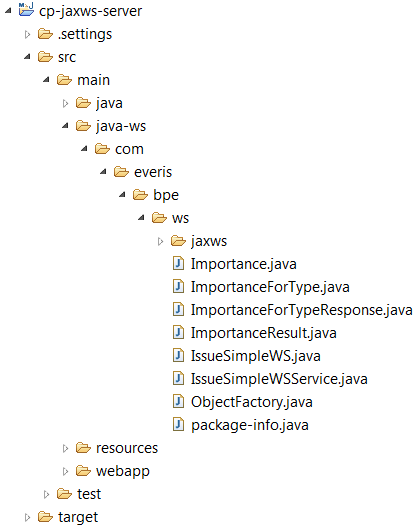 cp-jaxws-server
.settings
src
main
java
java-ws
com
everis
bpe
ws
jaxws
Importance.java
ImportanceForType.java
ImportanceForTypeResponse.java
ImportanceResult.java
IssueSimpleWS.java
IssueSimpleWSService.java
ObjectFactory.java
package-info.java
resources
webapp
test
target